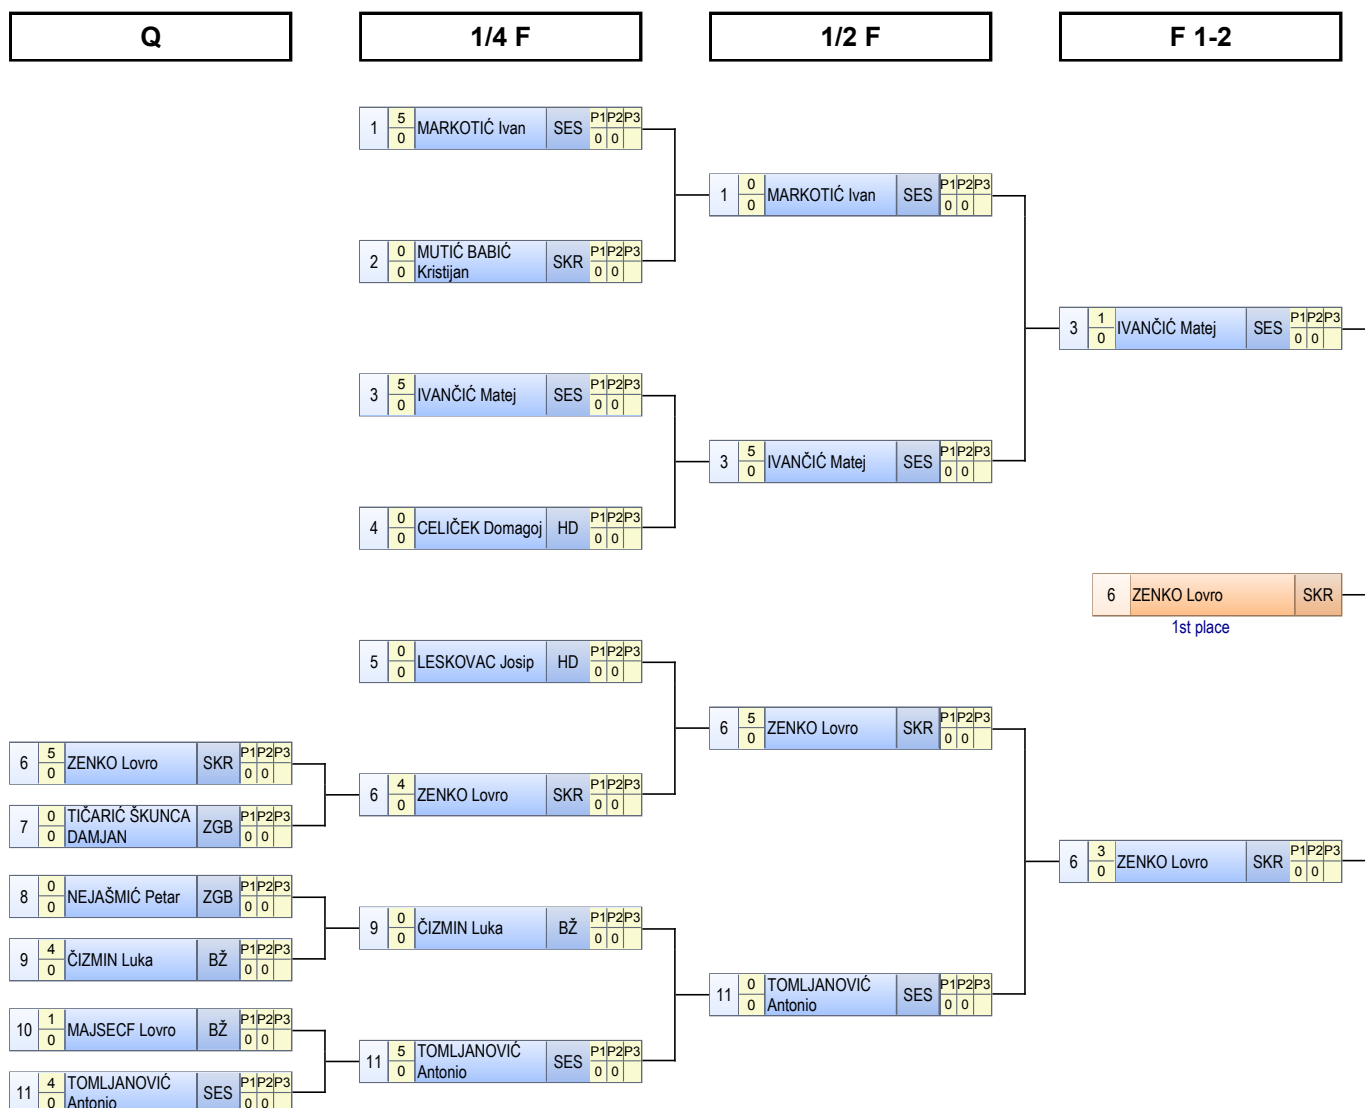 Q 1/4 F 1/2 F F 1-2
1 5 0 MARKOTIĆ Ivan SES P1 P2 P3 0 0
2 0 0 MUTIĆ BABIĆ Kristijan SKR P1 P2 P3 0 0
3 5 0 IVANČIĆ Matej SES P1 P2 P3 0 0
4 0 0 CELIČEK Domagoj HD P1 P2 P3 0 0
5 0 0 LESKOVAC Josip HD P1 P2 P3 0 0
6 5 0 ZENKO Lovro SKR P1 P2 P3 0 0
7 0 0 TIČARIĆ ŠKUNCA DAMJAN ZGB P1 P2 P3 0 0
8 0 0 NEJAŠMIĆ Petar ZGB P1 P2 P3 0 0
9 4 0 ČIZMIN Luka BŽ P1 P2 P3 0 0
10 1 0 MAJSECF Lovro BŽ P1 P2 P3 0 0
11 4 0 TOMLJANOVIĆ Antonio SES P1 P2 P3 0 0
6 4 0 ZENKO Lovro SKR P1 P2 P3 0 0
9 0 0 ČIZMIN Luka BŽ P1 P2 P3 0 0
11 5 0 TOMLJANOVIĆ Antonio SES P1 P2 P3 0 0
1 0 0 MARKOTIĆ Ivan SES P1 P2 P3 0 0
3 5 0 IVANČIĆ Matej SES P1 P2 P3 0 0
6 5 0 ZENKO Lovro SKR P1 P2 P3 0 0
11 0 0 TOMLJANOVIĆ Antonio SES P1 P2 P3 0 0
3 1 0 IVANČIĆ Matej SES P1 P2 P3 0 0
6 ZENKO Lovro SKR
1st place
6 3 0 ZENKO Lovro SKR P1 P2 P3 0 0